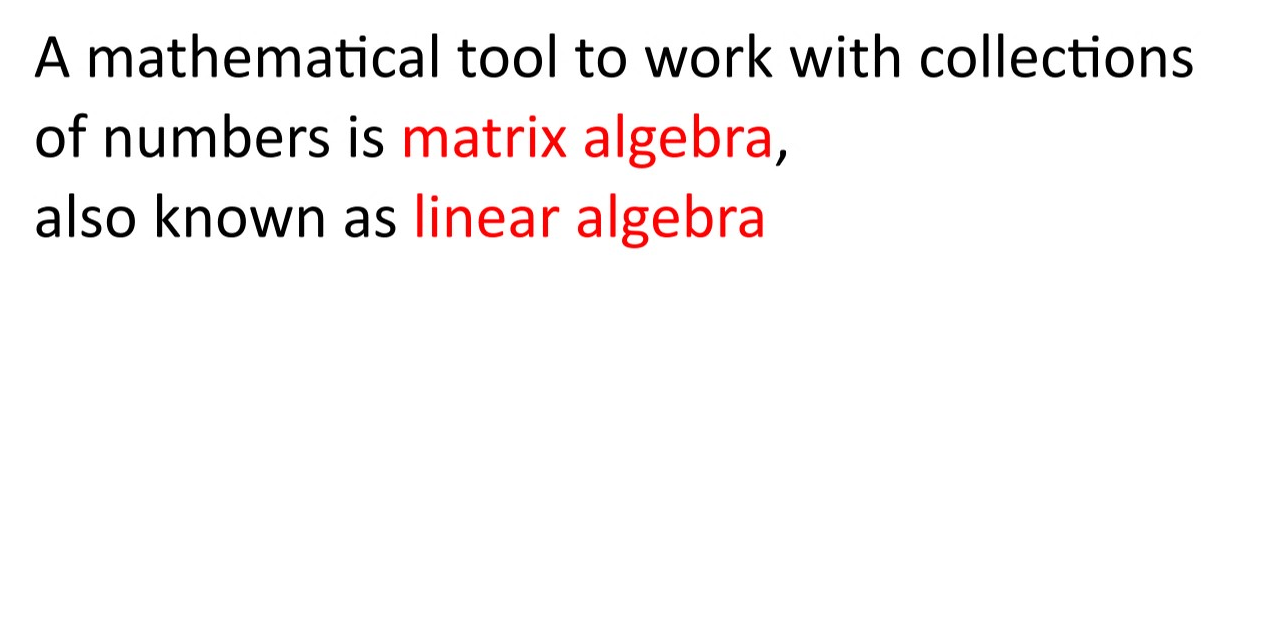 A mathematical tool to work with collections
of numbers is matrix algebra,
also known as linear algebra